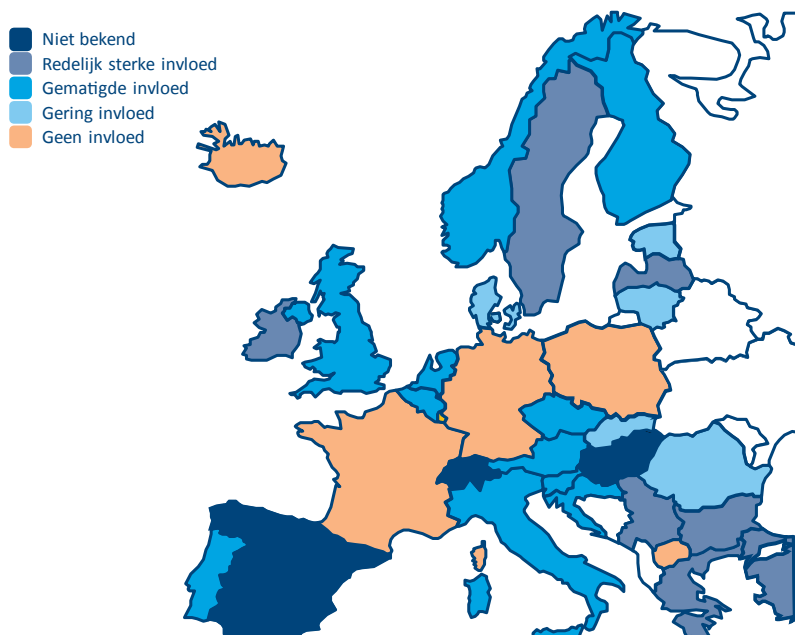 Niet bekend
Redelijk sterke invloed
Gematigde invloed
Gering invloed
Geen invloed